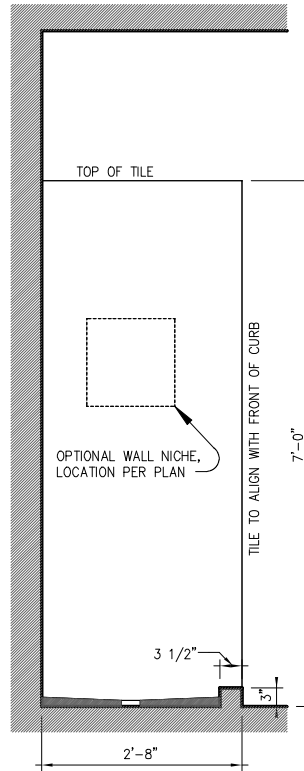 TOP OF TILE
OPTIONAL WALL NICHE,
LOCATION PER PLAN
TILE TO ALIGN WITH FRONT OF CURB
7'-0"
3 1/2"
3"
2'-8"